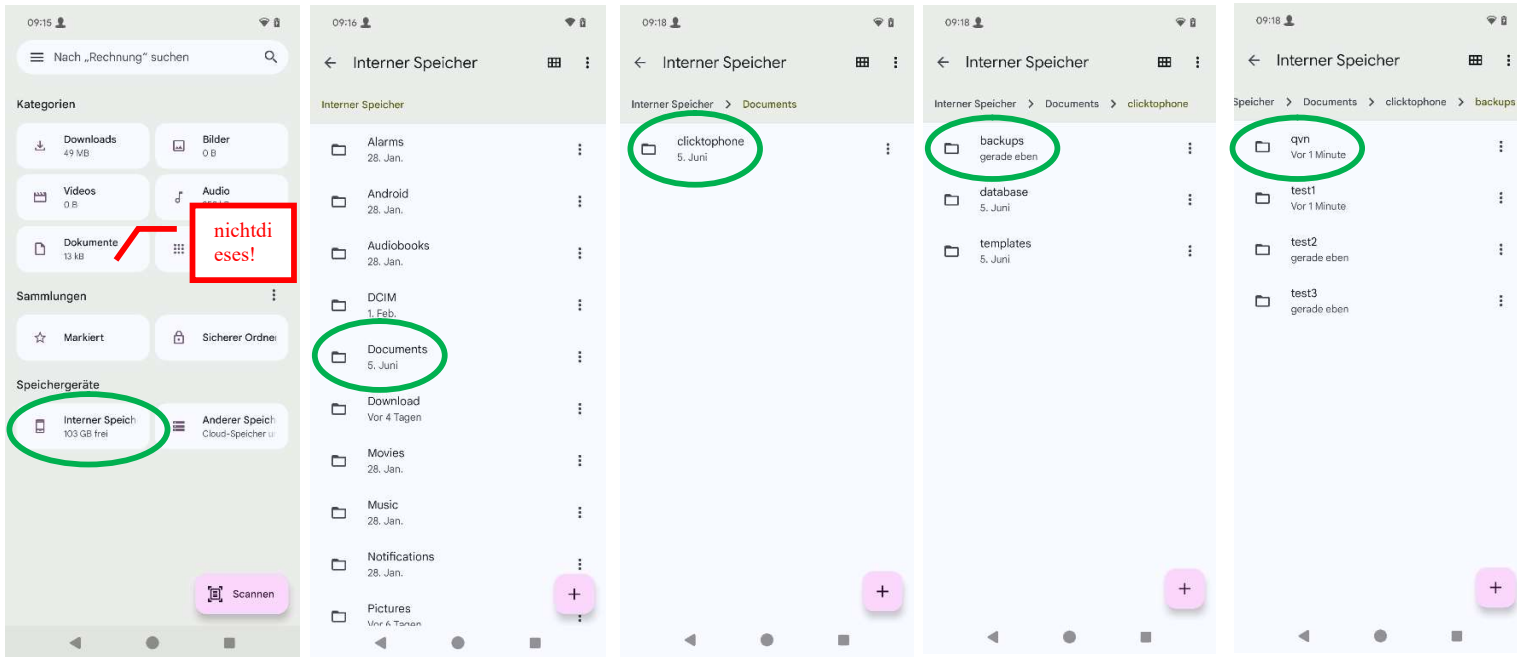 09:15
Nach „Rechnung“ suchen
Kategorien
Downloads
49 MB
Bilder
0 B
Videos
0 B
Audio
Dokumente
13 kB
nichtdi
eses!
Sammlungen
Markiert
Sicherer Ordne
Speichergeräte
Interner Speich
103 GB frei
Anderer Speich
Cloud-Speicher u
Scannen
09:16
Interner Speicher
Interner Speicher
Alarms
28. Jan.
Android
28. Jan.
Audiobooks
28. Jan.
DCIM
1. Feb.
Documents
5. Juni
Download
Vor 4 Tagen
Movies
28. Jan.
Music
28. Jan.
Notifications
28. Jan.
Pictures
Vor 6 Tagen
09:18
Interner Speicher
Interner Speicher > Documents
clicktophone
5. Juni
09:18
Interner Speicher
Interner Speicher > Documents > clicktophone
backups
gerade eben
database
5. Juni
templates
5. Juni
09:18
Interner Speicher
Speicher > Documents > clicktophone > backups
qvn
Vor 1 Minute
test1
Vor 1 Minute
test2
gerade eben
test3
gerade eben